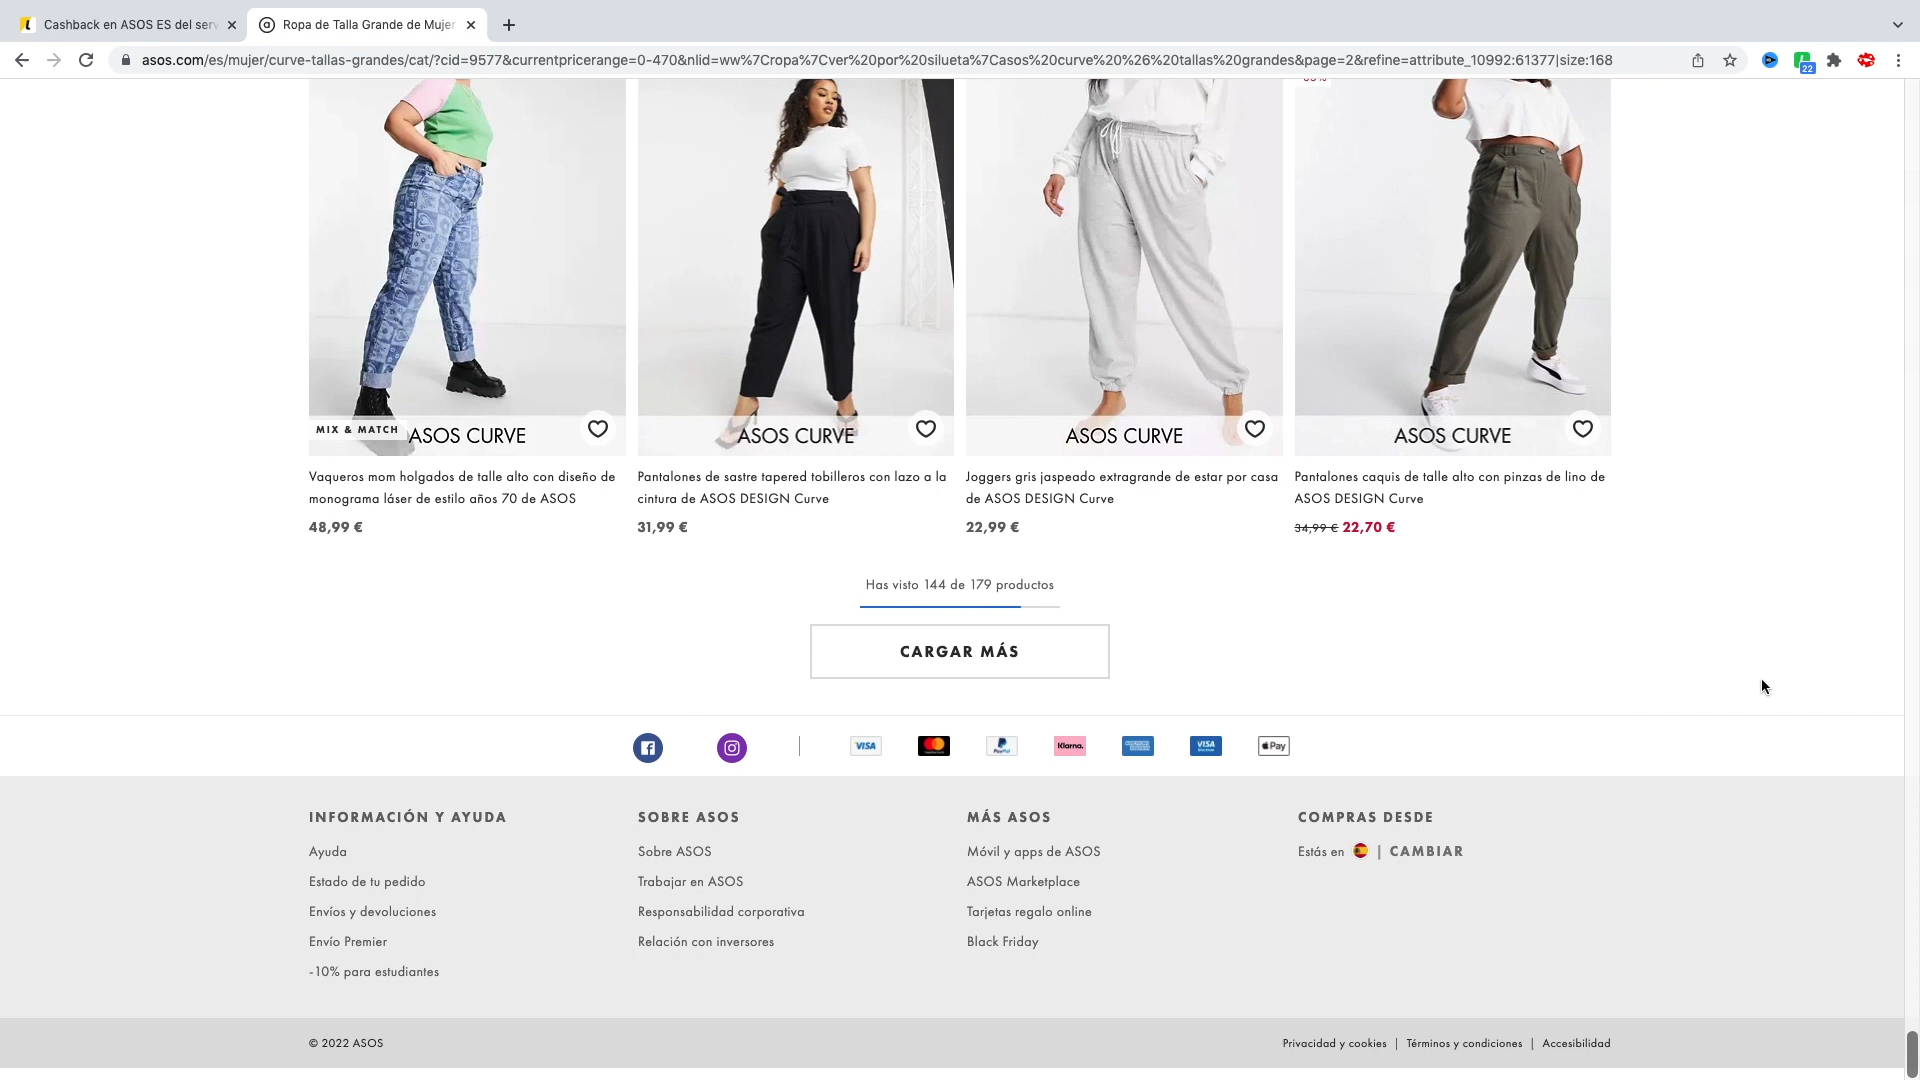 Cashback en ASOS ES del serv
Ropa de Talla Grande de Mujer
asos.com/es/mujer/curve-tallas-grandes/cat/?cid=9577&currentpricerange=0-470&nlid=ww%7Cropa%7Cver%20por%20silueta%7Casos%20curve%20%26%20tallas%20grandes&page=2&refine=attribute_10992:61377|size:168
22
MIX & MATCH
ASOS CURVE
ASOS CURVE
ASOS CURVE
ASOS CURVE
Vaqueros mom holgados de talle alto con diseño de
monograma láser de estilo años 70 de ASOS
48,99 €
Pantalones de sastre tapered tobilleros con lazo a la
cintura de ASOS DESIGN Curve
31,99 €
Joggers gris jaspeado extragrande de estar por casa
de ASOS DESIGN Curve
22,99 €
Pantalones caquis de talle alto con pinzas de lino de
ASOS DESIGN Curve
34,99 € 22,70 €
Has visto 144 de 179 productos
CARGAR MÁS
VISA
PayPal
Klarna.
VISA
Pay
INFORMACIÓN Y AYUDA
Ayuda
Estado de tu pedido
Envíos y devoluciones
Envío Premier
-10% para estudiantes
SOBRE ASOS
Sobre ASOS
Trabajar en ASOS
Responsabilidad corporativa
Relación con inversores
MÁS ASOS
Móvil y apps de ASOS
ASOS Marketplace
Tarjetas regalo online
Black Friday
COMPRAS DESDE
Estás en | CAMBIAR
© 2022 ASOS
Privacidad y cookies | Términos y condiciones | Accesibilidad